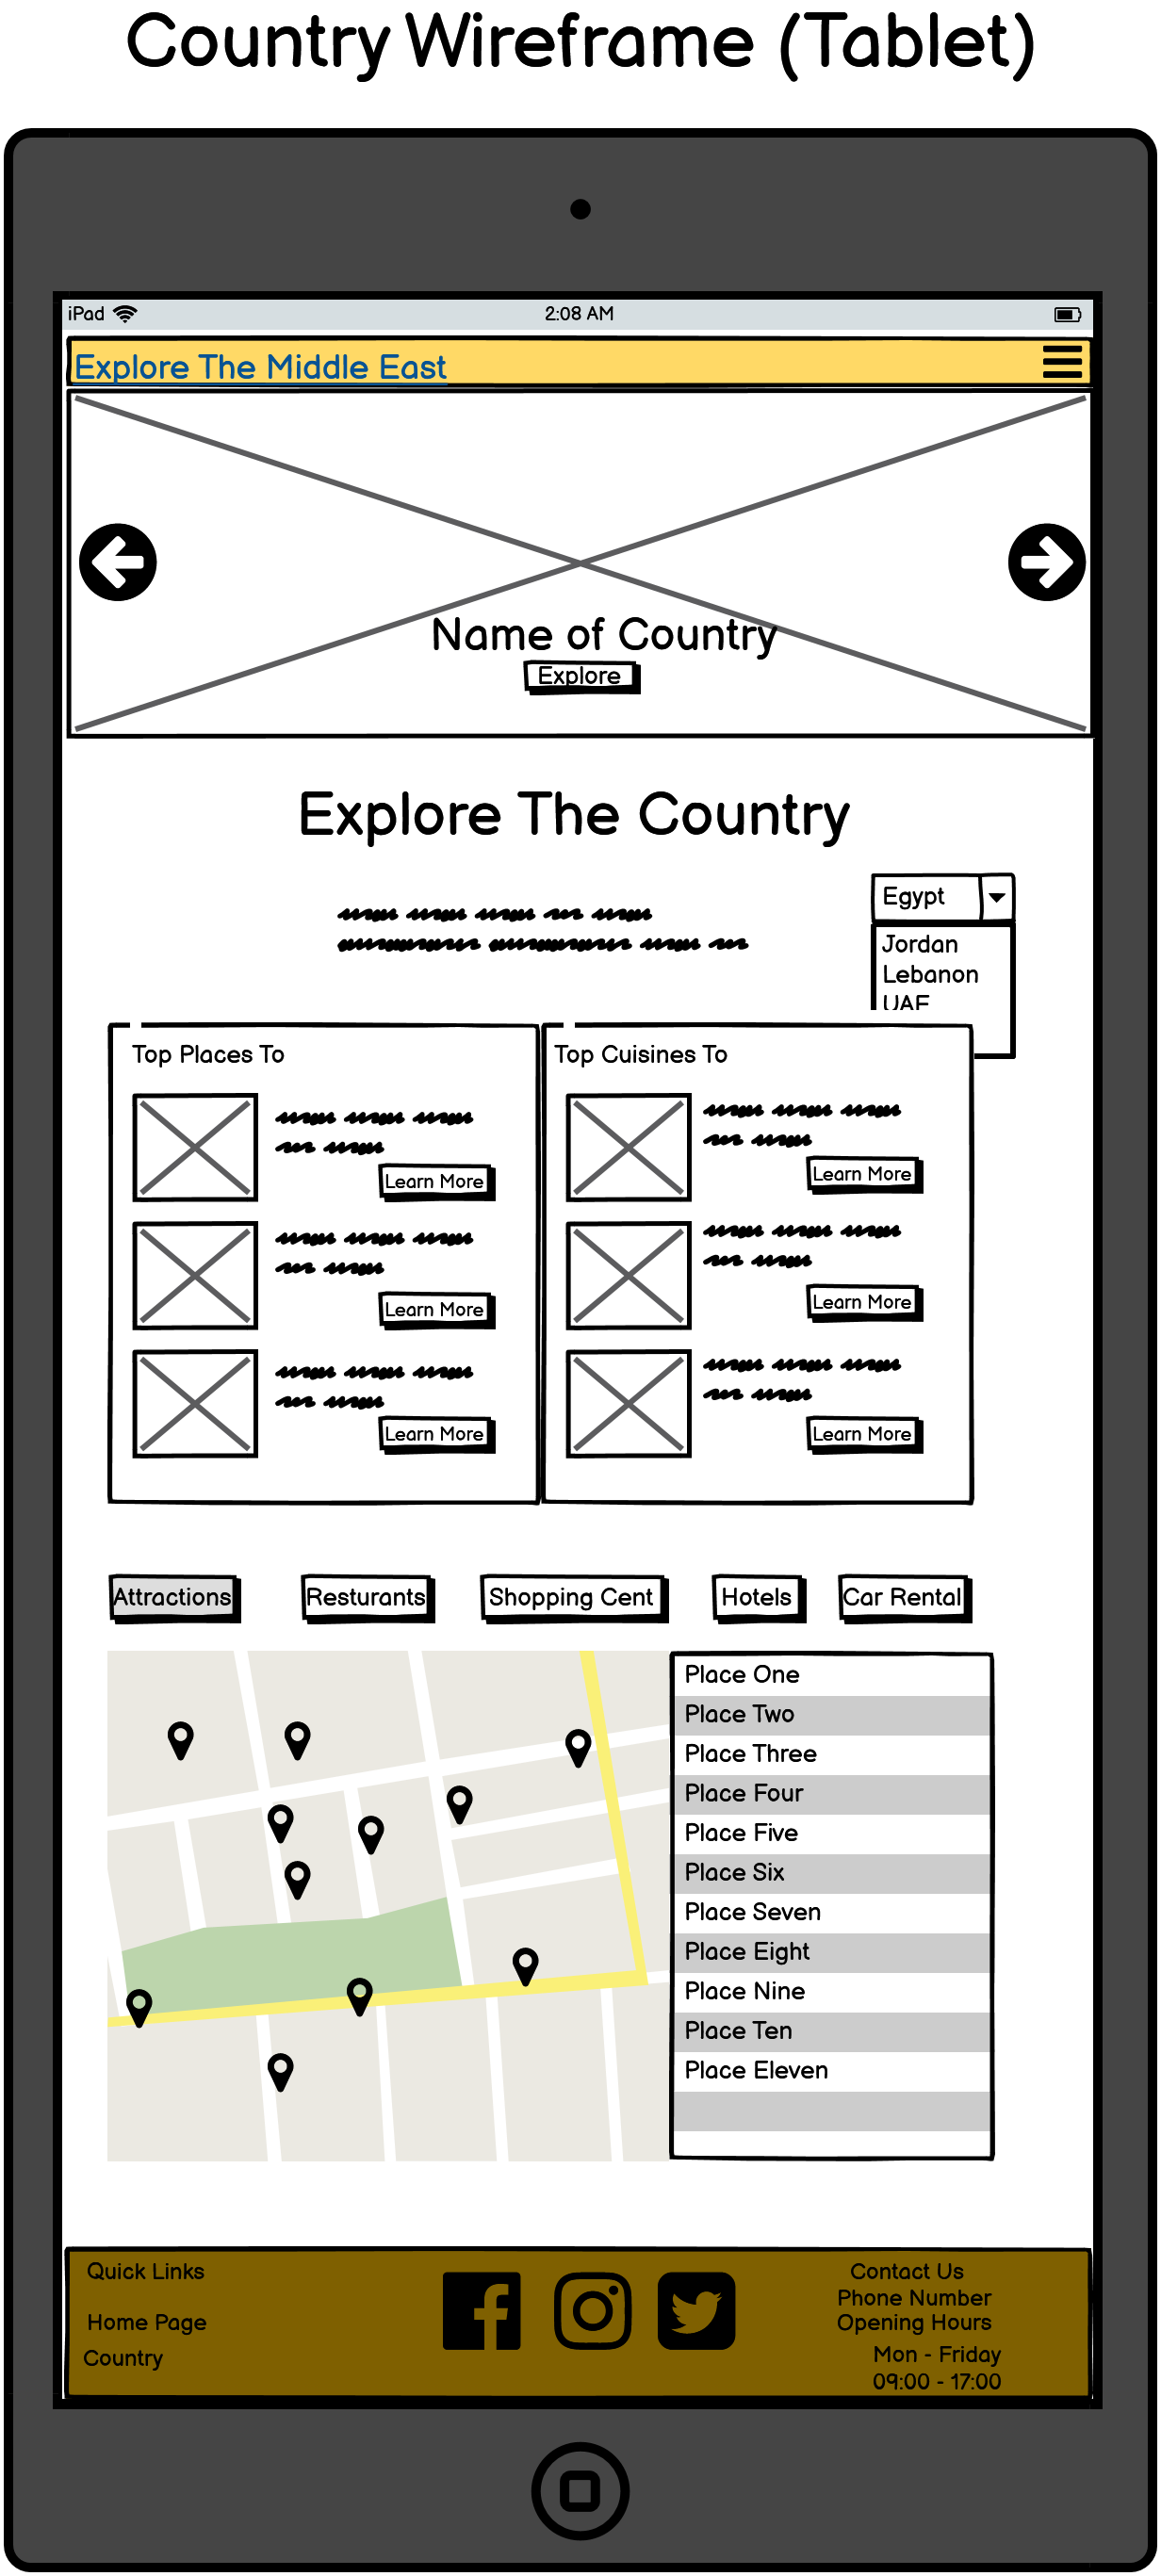 Country Wireframe (Tablet)
iPad
2:08 AM
Explore The Middle East
Name of Country
Explore
Explore The Country
Egypt
Jordan
Lebanon
UAE
Top Places To
Top Cuisines To
Learn More
Learn More
Learn More
Learn More
Learn More
Learn More
Attractions
Resturants
Shopping Cent
Hotels
Car Rental
Place One
Place Two
Place Three
Place Four
Place Five
Place Six
Place Seven
Place Eight
Place Nine
Place Ten
Place Eleven
Quick Links
Home Page
Country
Contact Us
Phone Number
Opening Hours
Mon - Friday
09:00 - 17:00